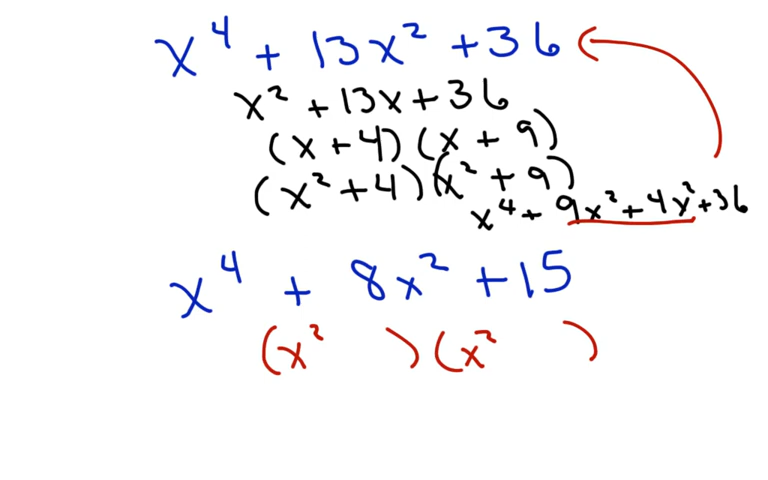 x⁴ + 13x² + 36
x² + 13x + 36
(x + 4)(x + 9)
(x² + 4)(x² + 9)
x⁴ + 9x² + 4x² + 36
x⁴ + 8x² + 15
(x² )(x² )